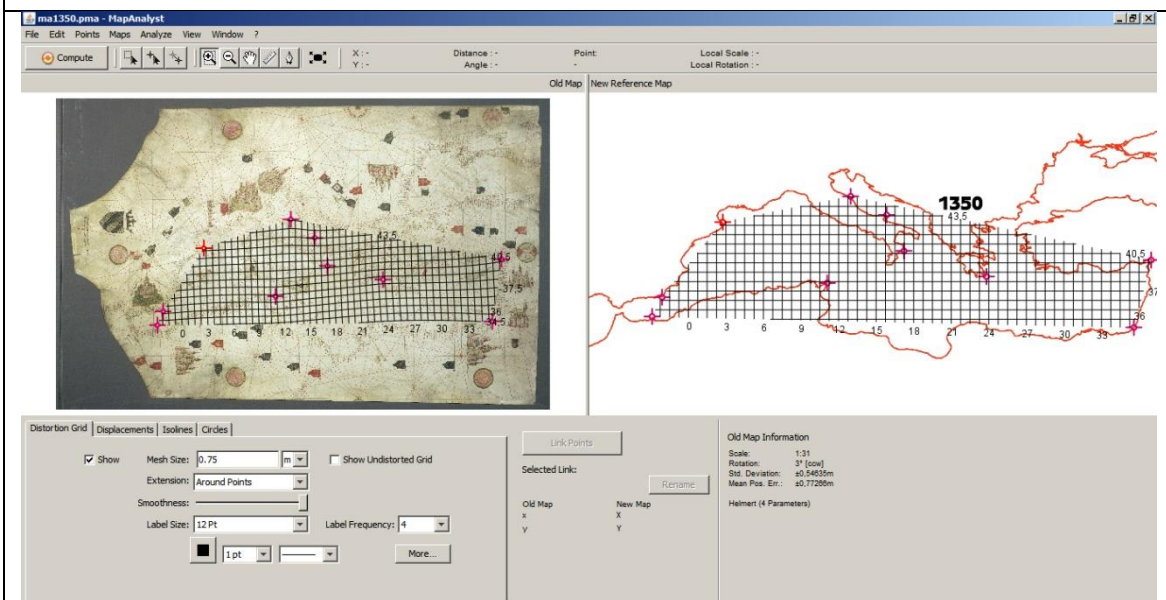 ma1350.pma - MapAnalyst
File Edit Points Maps Analyze View Window ?
Compute
X : - Distance : - Point: Local Scale : -
Y : - Angle : - - Local Rotation : -
Old Map New Reference Map
1350
43,5 43,5
40,5 40,5
37,5
36 36
0 3 6 9 12 15 18 21 24 27 30 33
0 3 6 9 12 15 18 21 24 27 30 33
Distortion Grid Displacements Isolines Circles
Show Mesh Size: 0.75 m Show Undistorted Grid
Extension: Around Points
Smoothness:
Label Size: 12 Pt Label Frequency: 4
1 pt More...
Link Points
Selected Link:
Rename
Old Map New Map
x X
y Y
Old Map Information
Scale: 1:31
Rotation: 3° [ccw]
Std. Deviation: ±0,54635m
Mean Pos. Err.: ±0,77266m
Helmert (4 Parameters)